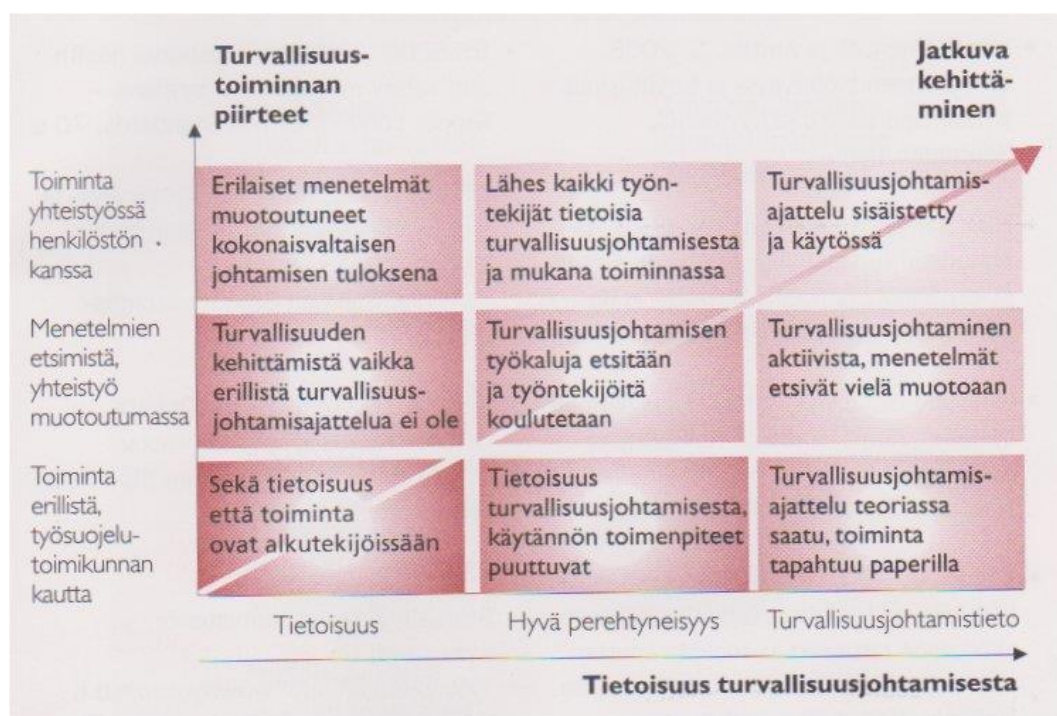 Turvallisuus-
toiminnan
piirteet
Jatkuva
kehittä-
minen
Toiminta
yhteistyössä
henkilöstön
kanssa
Erilaiset menetelmät
muotoutuneet
kokonaisvaltaisen
johtamisen tuloksena
Lähes kaikki työn-
tekijät tietoisia
turvallisuusjohtamisesta
ja mukana toiminnassa
Turvallisuusjohtamis-
ajattelu sisäistetty
ja käytössä
Menetelmien
etsimistä,
yhteistyö
muotoutumassa
Turvallisuuden
kehittämistä vaikka
erillistä turvallisuus-
johtamisajattelua ei ole
Turvallisuusjohtamisen
työkaluja etsitään
ja työntekijöitä
koulutetaan
Turvallisuusjohtaminen
aktiivista, menetelmät
etsivät vielä muotoaan
Toiminta
erillistä,
työsuojelu-
toimikunnan
kautta
Sekä tietoisuus
että toiminta
ovat alkutekijöissään
Tietoisuus
turvallisuusjohtamisesta,
käytännön toimenpiteet
puuttuvat
Turvallisuusjohtamis-
ajattelu teoriassa
saatu, toiminta
tapahtuu paperilla
Tietoisuus
Hyvä perehtyneisyys
Turvallisuusjohtamistieto
Tietoisuus turvallisuusjohtamisesta